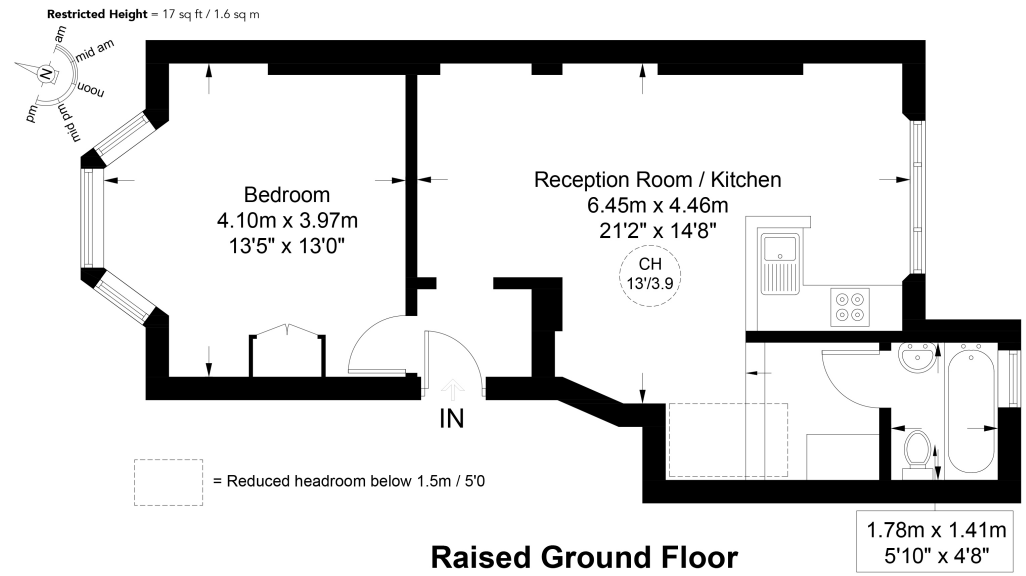 Restricted Height = 17 sq ft / 1.6 sq m
am
mid am
N
noon
mid pm
pm
Bedroom
4.10m x 3.97m
13'5" x 13'0"
Reception Room / Kitchen
6.45m x 4.46m
21'2" x 14'8"
CH
13'/3.9
IN
= Reduced headroom below 1.5m / 5'0
1.78m x 1.41m
5'10" x 4'8"
Raised Ground Floor